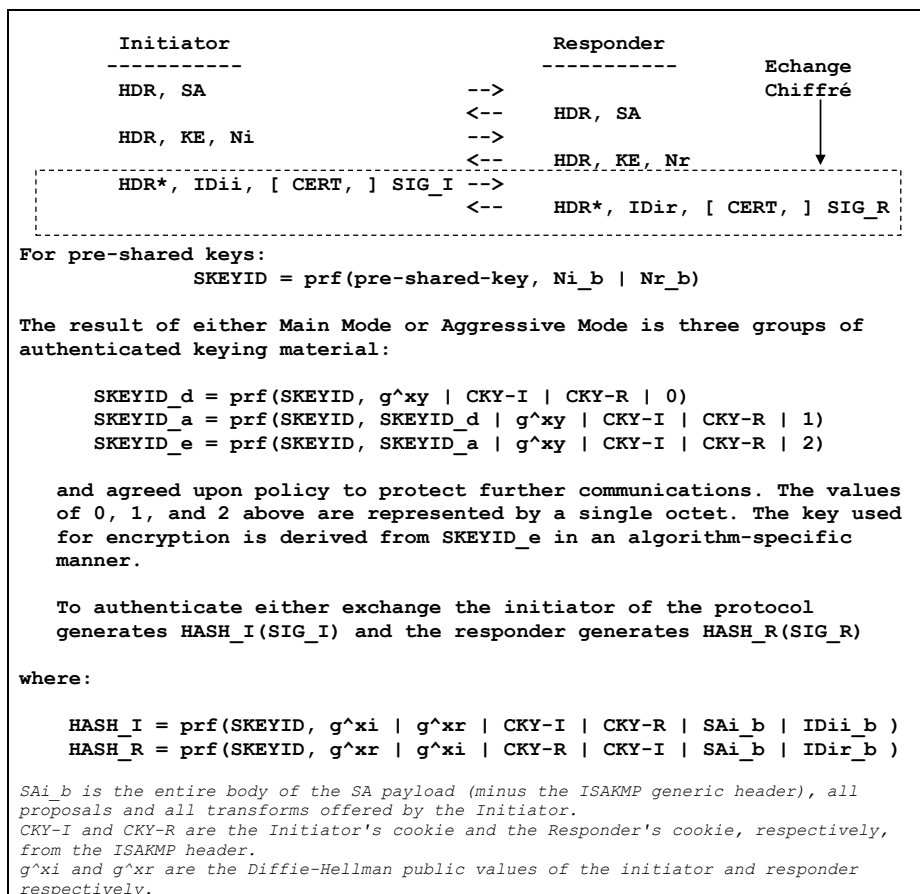 Initiator Responder
----------- ----------- Echange
HDR, SA --> Chiffré
<-- HDR, SA
HDR, KE, Ni -->
<-- HDR, KE, Nr
HDR*, IDii, [ CERT, ] SIG_I -->
<-- HDR*, IDir, [ CERT, ] SIG_R
For pre-shared keys:
SKEYID = prf(pre-shared-key, Ni_b | Nr_b)
The result of either Main Mode or Aggressive Mode is three groups of
authenticated keying material:
SKEYID_d = prf(SKEYID, g^xy | CKY-I | CKY-R | 0)
SKEYID_a = prf(SKEYID, SKEYID_d | g^xy | CKY-I | CKY-R | 1)
SKEYID_e = prf(SKEYID, SKEYID_a | g^xy | CKY-I | CKY-R | 2)
and agreed upon policy to protect further communications. The values
of 0, 1, and 2 above are represented by a single octet. The key used
for encryption is derived from SKEYID_e in an algorithm-specific
manner.
To authenticate either exchange the initiator of the protocol
generates HASH_I(SIG_I) and the responder generates HASH_R(SIG_R)
where:
HASH_I = prf(SKEYID, g^xi | g^xr | CKY-I | CKY-R | SAi_b | IDii_b )
HASH_R = prf(SKEYID, g^xr | g^xi | CKY-R | CKY-I | SAi_b | IDir_b )
SAi_b is the entire body of the SA payload (minus the ISAKMP generic header), all
proposals and all transforms offered by the Initiator.
CKY-I and CKY-R are the Initiator's cookie and the Responder's cookie, respectively,
from the ISAKMP header.
g^xi and g^xr are the Diffie-Hellman public values of the initiator and responder
respectively.